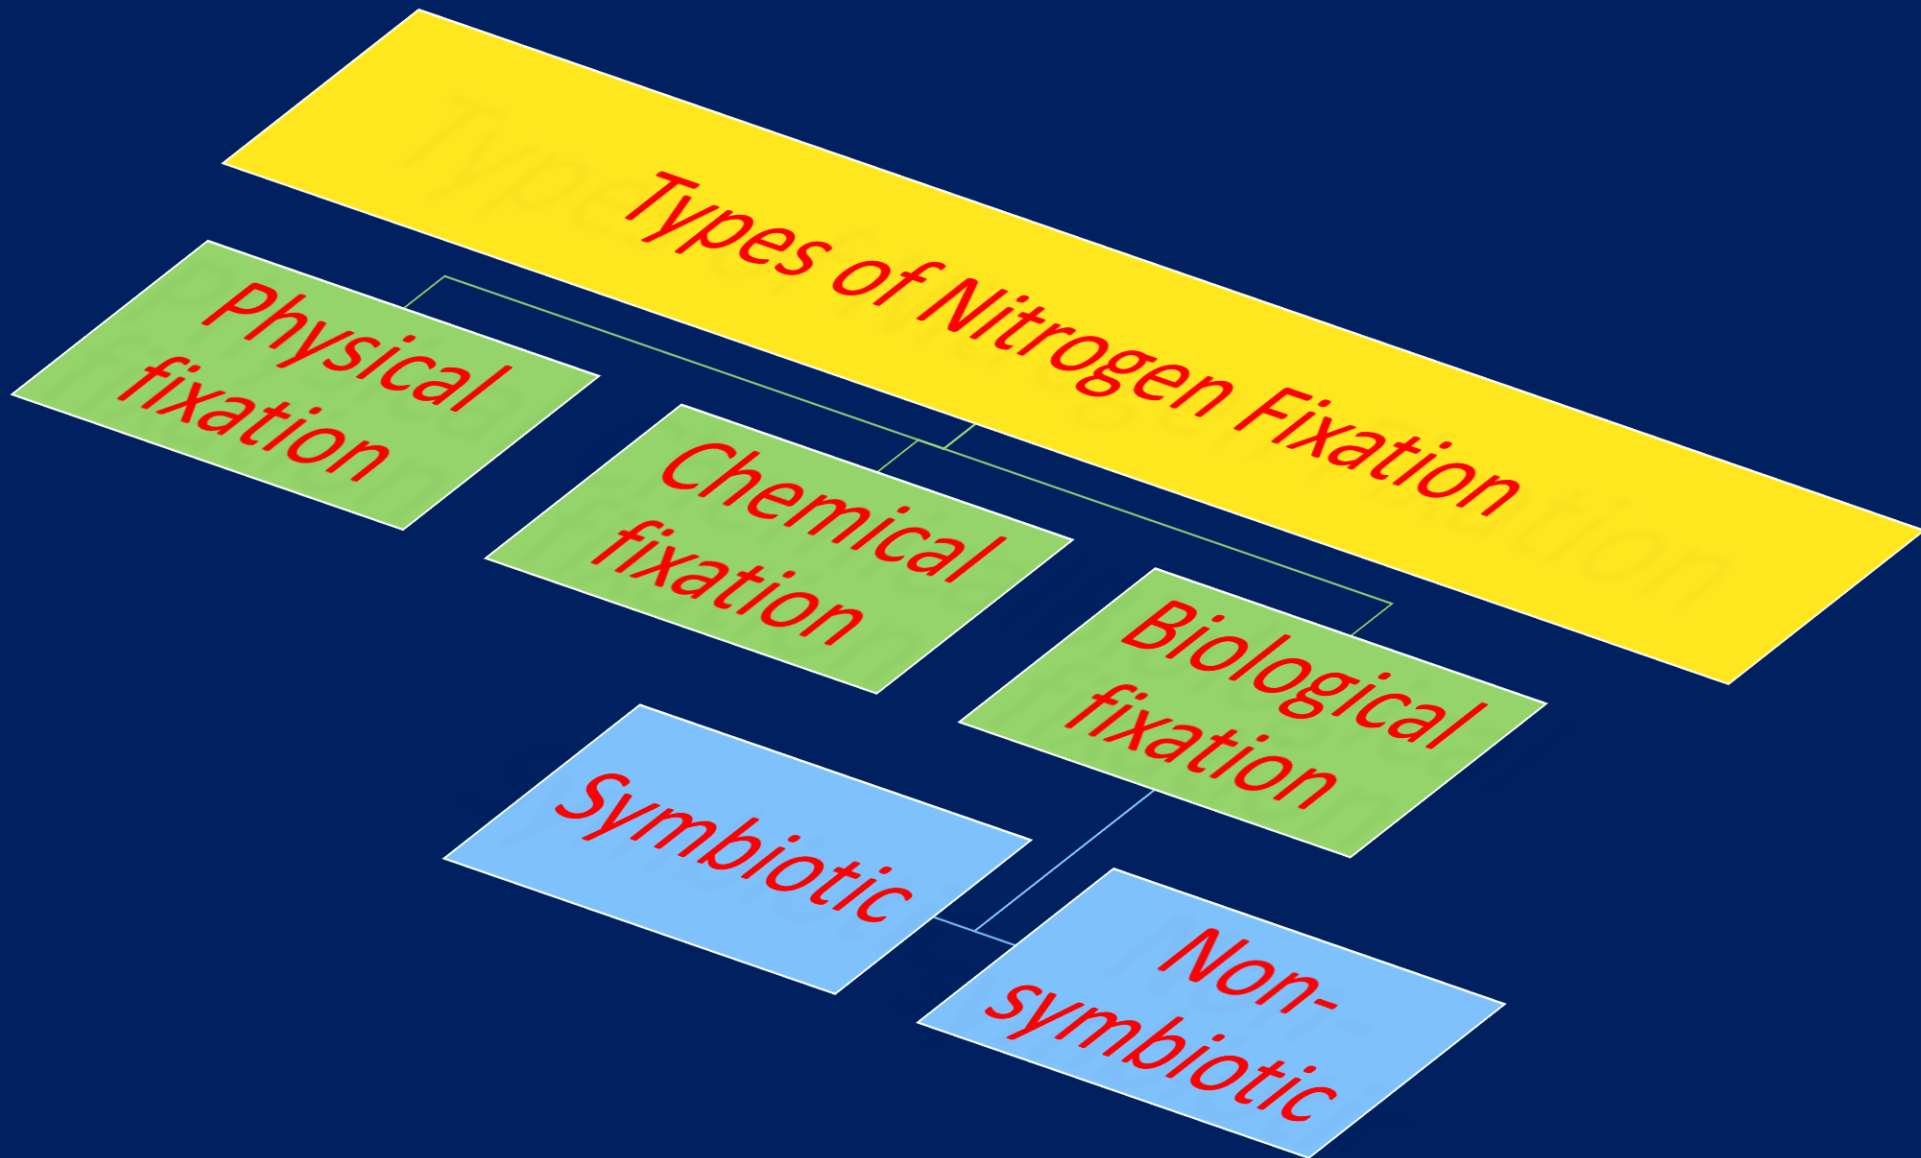 Types of Nitrogen Fixation
Physical
fixation
Chemical
fixation
Biological
fixation
Symbiotic
Non-
symbiotic